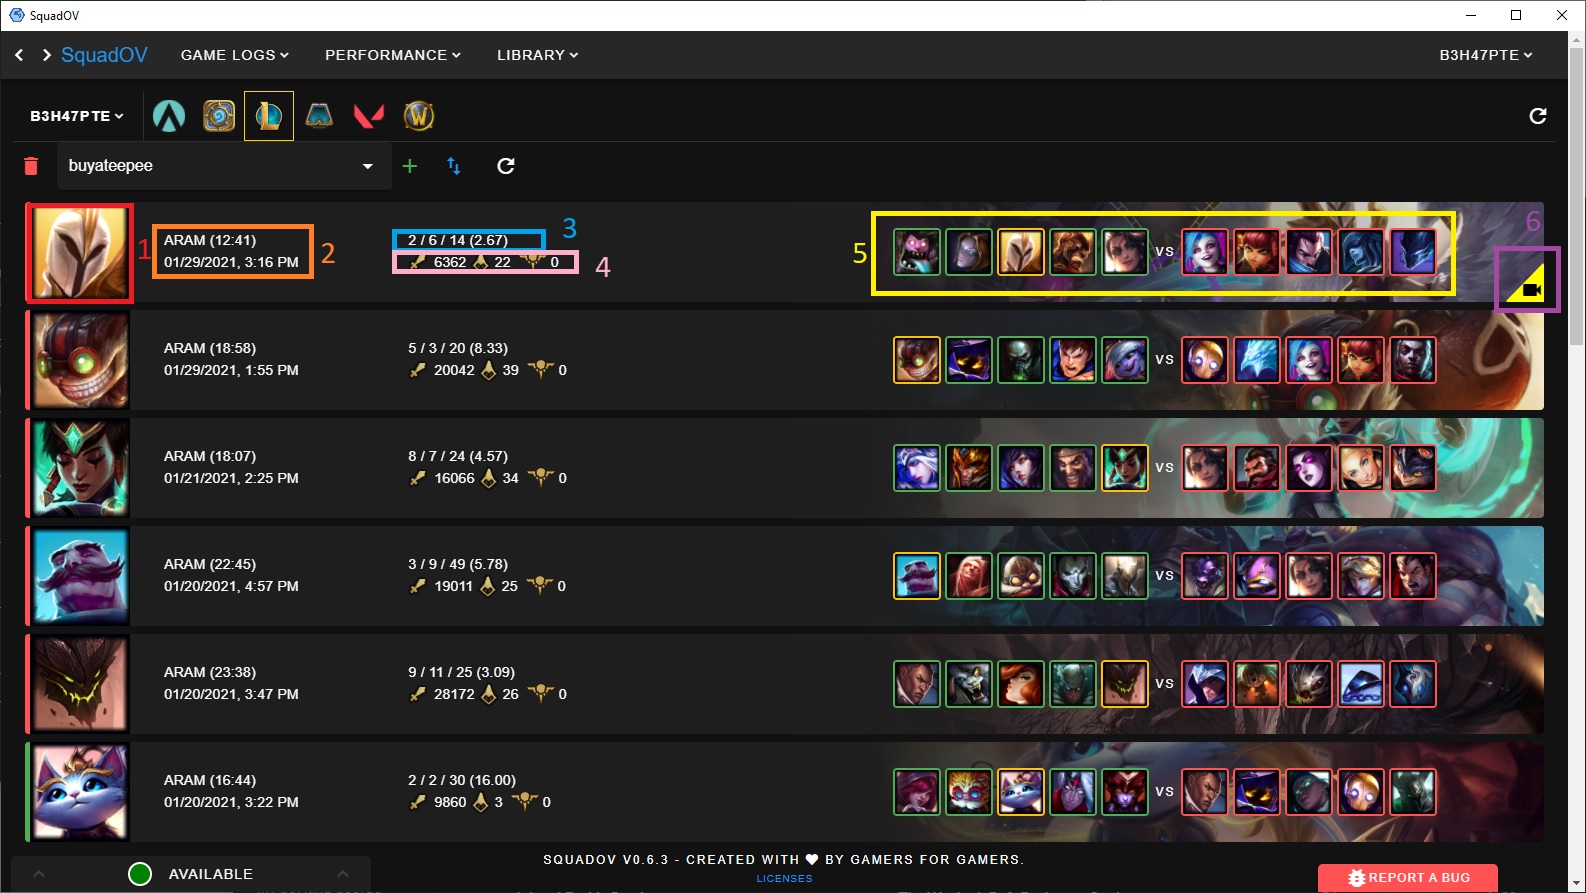 SquadOV
SquadOV GAME LOGS PERFORMANCE LIBRARY B3H47PTE
B3H47PTE
buyateepee
1 ARAM (12:41) 2 2 / 6 / 14 (2.67) 3 5 VS 6
01/29/2021, 3:16 PM 6362 22 0 4
ARAM (18:58) 5 / 3 / 20 (8.33) VS
01/29/2021, 1:55 PM 20042 39 0
ARAM (18:07) 8 / 7 / 24 (4.57) VS
01/21/2021, 2:25 PM 16066 34 0
ARAM (22:45) 3 / 9 / 49 (5.78) VS
01/20/2021, 4:57 PM 19011 25 0
ARAM (23:38) 9 / 11 / 25 (3.09) VS
01/20/2021, 3:47 PM 28172 26 0
ARAM (16:44) 2 / 2 / 30 (16.00) VS
01/20/2021, 3:22 PM 9860 3 0
AVAILABLE
SQUADOV V0.6.3 - CREATED WITH BY GAMERS FOR GAMERS.
LICENSES
REPORT A BUG